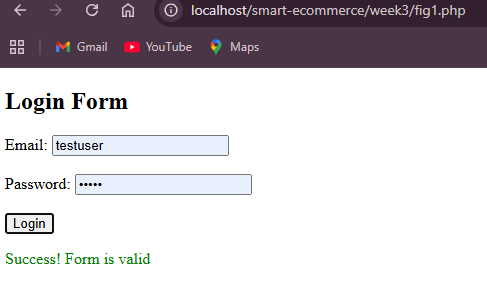 localhost/smart-ecommerce/week3/fig1.php
Gmail YouTube Maps
Login Form
Email: testuser
Password: •••••
Login
Success! Form is valid